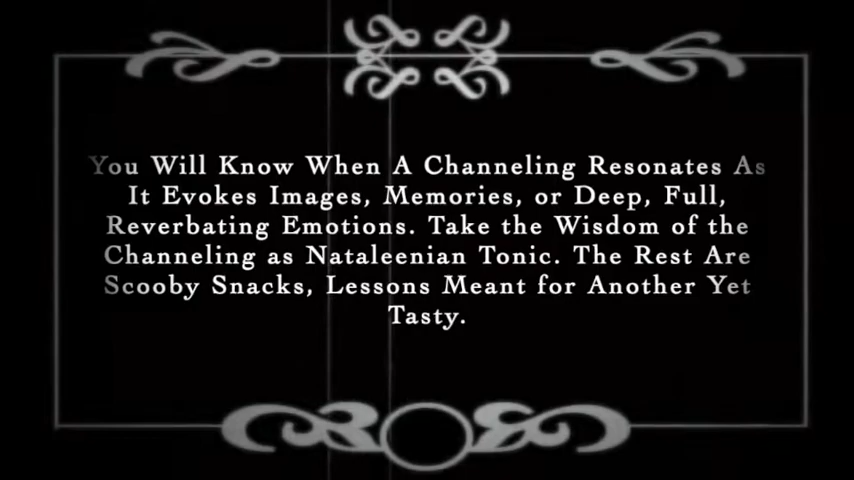 You Will Know When A Channeling Resonates As
It Evokes Images, Memories, or Deep, Full,
Reverbating Emotions. Take the Wisdom of the
Channeling as Nataleenian Tonic. The Rest Are
Scooby Snacks, Lessons Meant for Another Yet
Tasty.